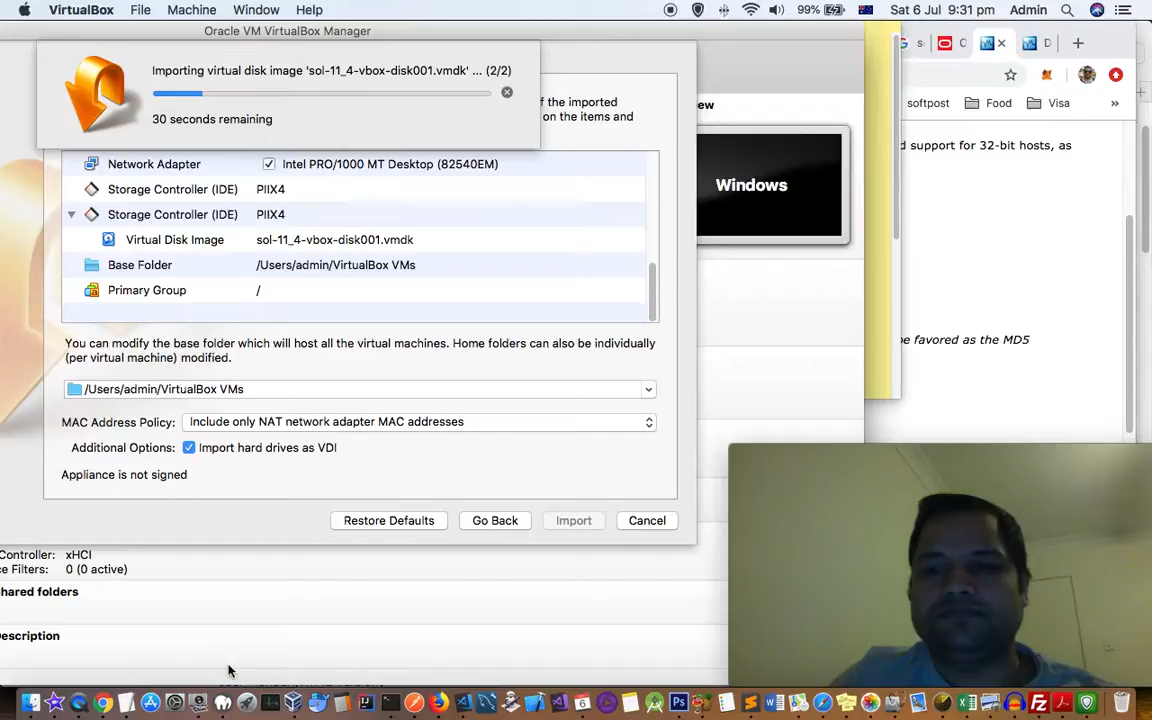 VirtualBox File Machine Window Help 99% Sat 6 Jul 9:31 pm Admin
Oracle VM VirtualBox Manager
Importing virtual disk image 'sol-11_4-vbox-disk001.vmdk' ... (2/2)
30 seconds remaining
f the imported
on the items and
Network Adapter Intel PRO/1000 MT Desktop (82540EM)
Storage Controller (IDE) PIIX4
Storage Controller (IDE) PIIX4
Virtual Disk Image sol-11_4-vbox-disk001.vmdk
Base Folder /Users/admin/VirtualBox VMs
Primary Group /
You can modify the base folder which will host all the virtual machines. Home folders can also be individually
(per virtual machine) modified.
/Users/admin/VirtualBox VMs
MAC Address Policy: Include only NAT network adapter MAC addresses
Additional Options: Import hard drives as VDI
Appliance is not signed
Restore Defaults Go Back Import Cancel
Controller: xHCI
ce Filters: 0 (0 active)
hared folders
escription
ew
Windows
softpost Food Visa »
d support for 32-bit hosts, as
be favored as the MD5